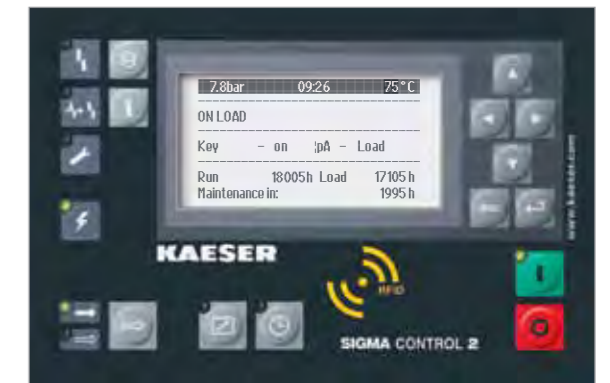 7.8bar 09:26 75°C
ON LOAD
Key - on ¦pA - Load
Run 18005h Load 17105h
Maintenance in: 1995h
www.kaeser.com
KAESER
RFID
SIGMA CONTROL 2